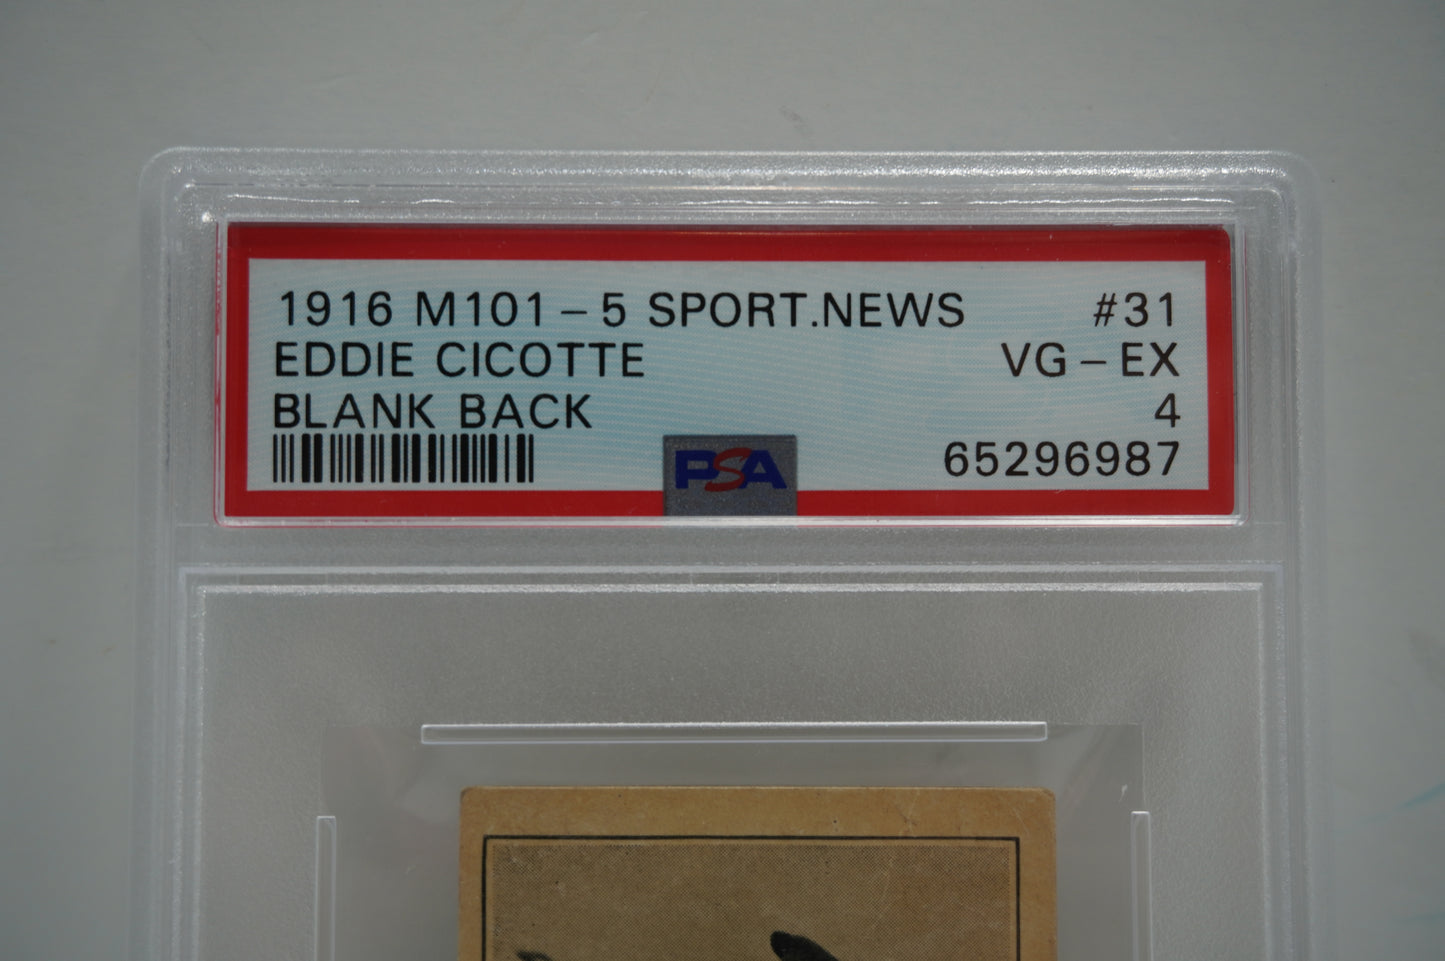 1916 M101-5 SPORT.NEWS #31
EDDIE CICOTTE VG-EX
BLANK BACK 4
PSA 65296987